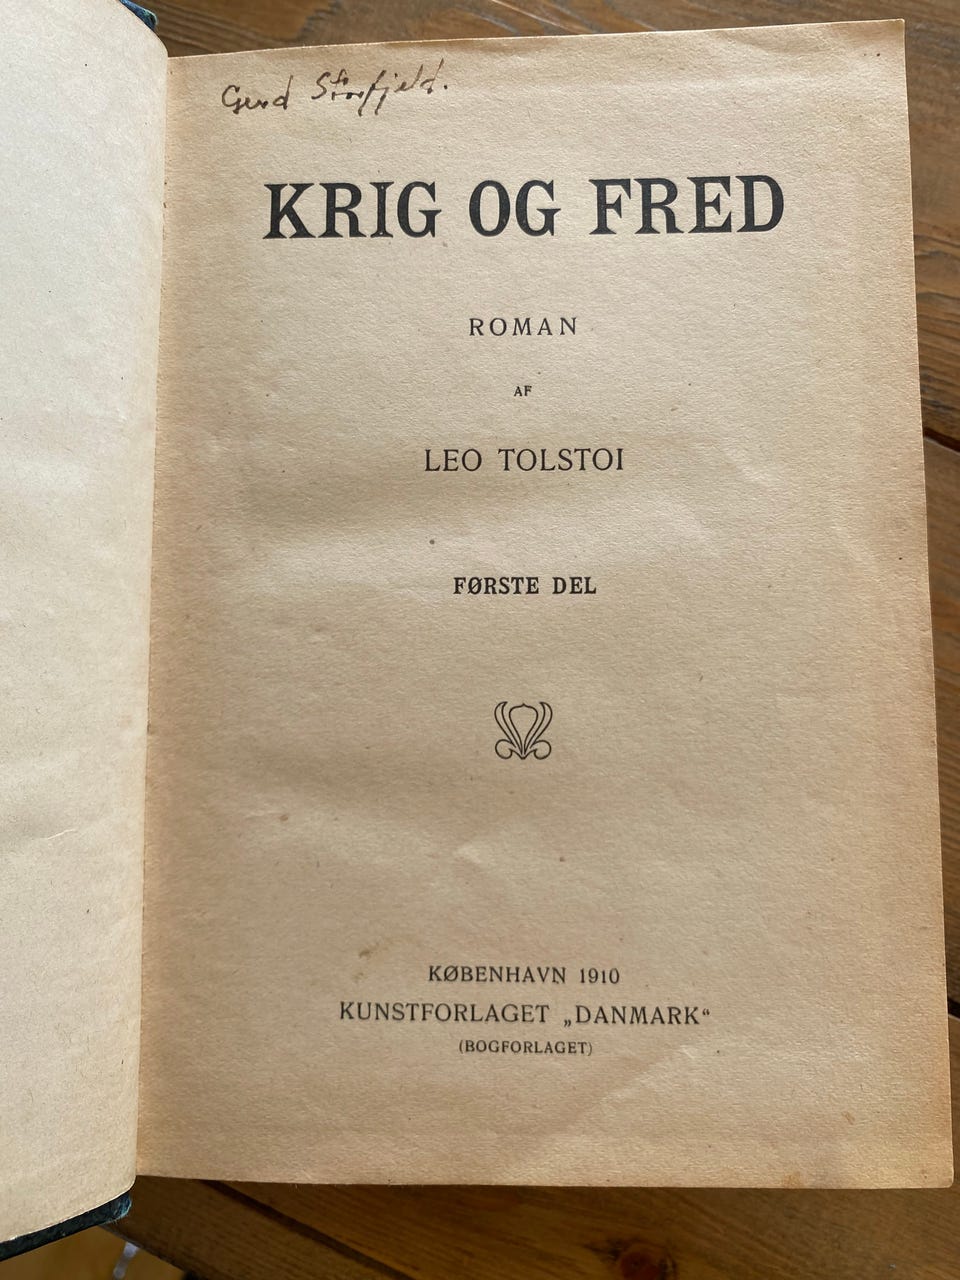 Gerd Storfjeld.
KRIG OG FRED
ROMAN
AF
LEO TOLSTOI
FØRSTE DEL
KØBENHAVN 1910
KUNSTFORLAGET „DANMARK“
(BOGFORLAGET)